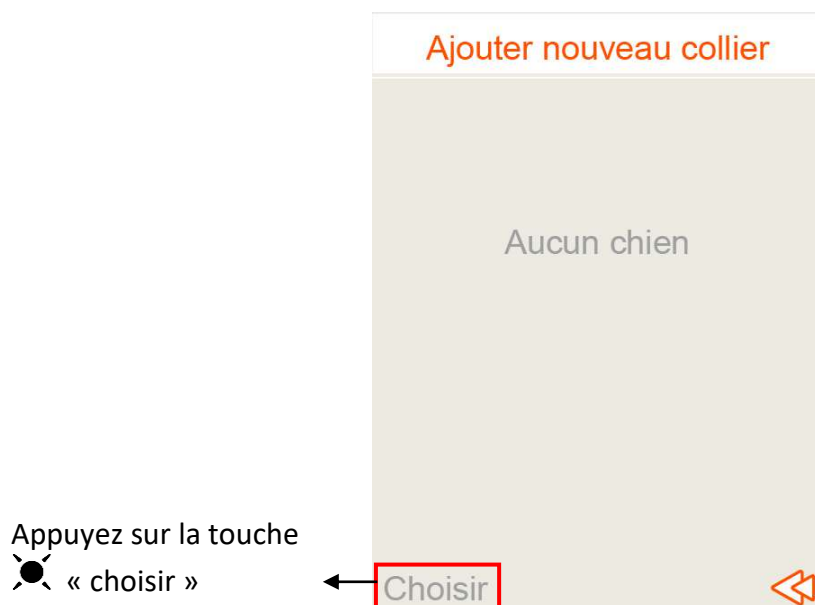 Ajouter nouveau collier
Aucun chien
Appuyez sur la touche
« choisir »
Choisir